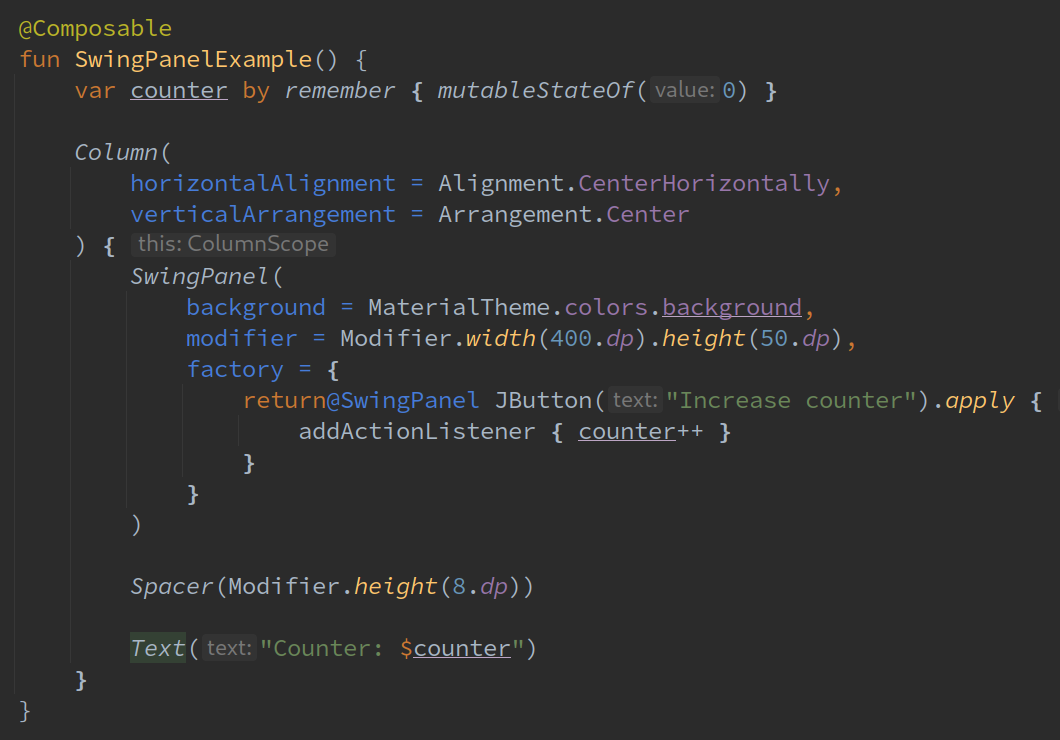 @Composable
fun SwingPanelExample() {
    var counter by remember { mutableStateOf( value: 0) }

    Column(
        horizontalAlignment = Alignment.CenterHorizontally,
        verticalArrangement = Arrangement.Center
    ) { this: ColumnScope
        SwingPanel(
            background = MaterialTheme.colors.background,
            modifier = Modifier.width(400.dp).height(50.dp),
            factory = {
                return@SwingPanel JButton( text: "Increase counter").apply {
                    addActionListener { counter++ }
                }
            }
        )

        Spacer(Modifier.height(8.dp))

        Text( text: "Counter: $counter")
    }
}